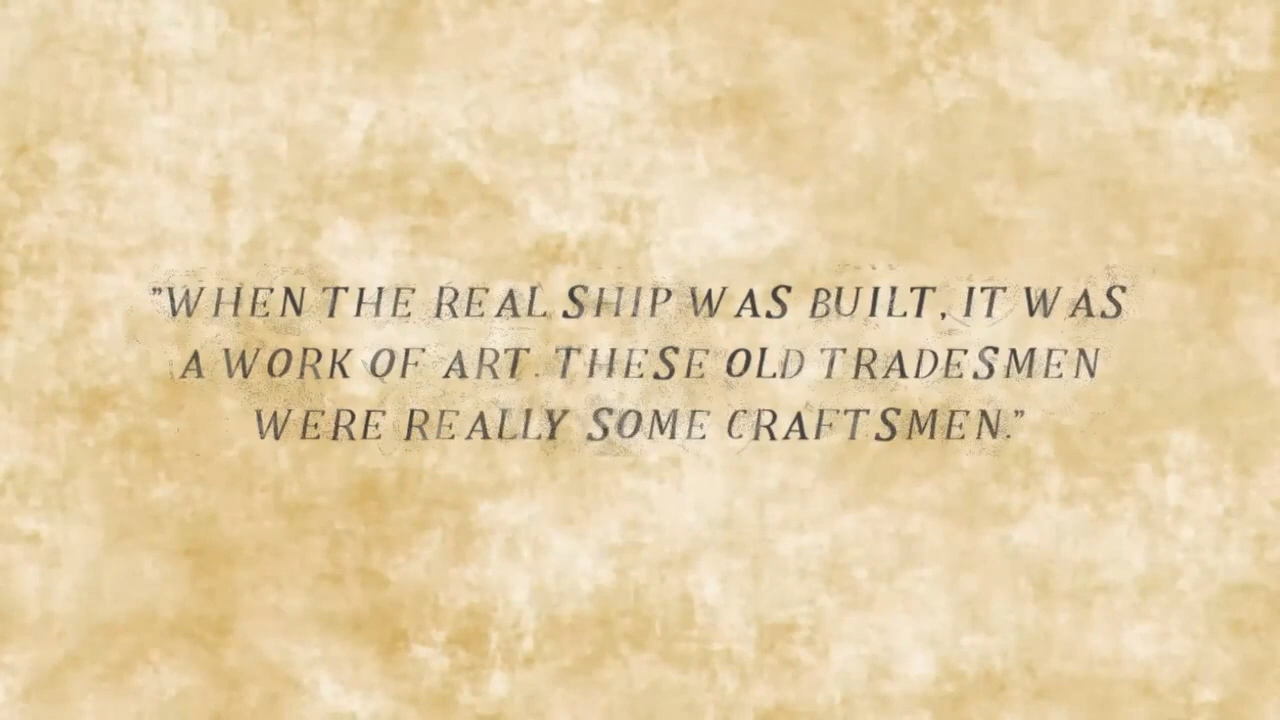 "WHEN THE REAL SHIP WAS BUILT, IT WAS
A WORK OF ART. THESE OLD TRADESMEN
WERE REALLY SOME CRAFTSMEN."